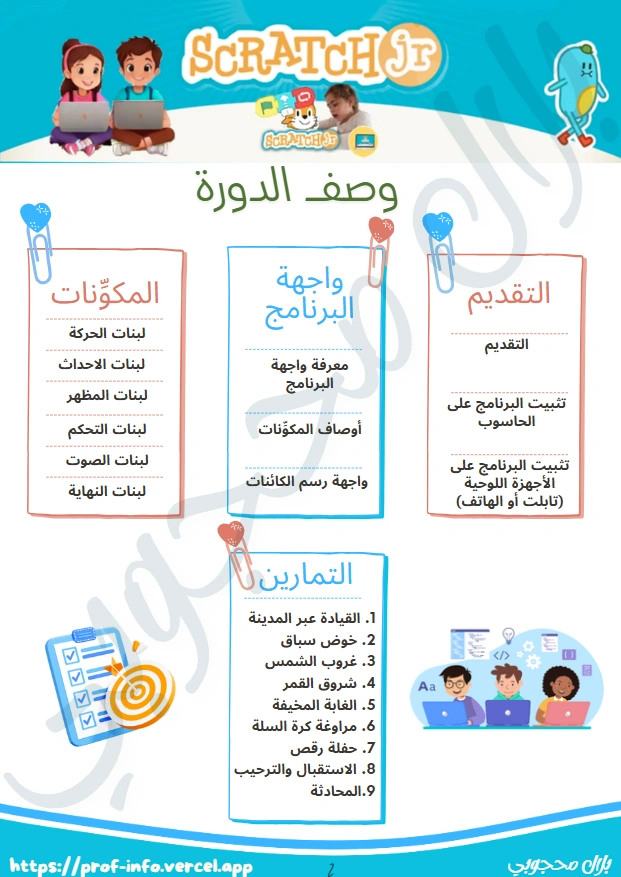 SCRATCH jr
SCRATCH jr
وصف الدورة
التقديم
التقديم
تثبيت البرنامج على
الحاسوب
تثبيت البرنامج على
الأجهزة اللوحية
(تابلت أو الهاتف)
واجهة
البرنامج
معرفة واجهة
البرنامج
أوصاف المكوّنات
واجهة رسم الكائنات
المكوِّنات
لبنات الحركة
لبنات الاحداث
لبنات المظهر
لبنات التحكم
لبنات الصوت
لبنات النهاية
التمارين
1. القيادة عبر المدينة
2. خوض سباق
3. غروب الشمس
4. شروق القمر
5. الغابة المخيفة
6. مراوغة كرة السلة
7. حفلة رقص
8. الاستقبال والترحيب
9.المحادثة
Aa
</>
https://prof-info.vercel.app
2
بلال محجوبي
بلال محجوبي